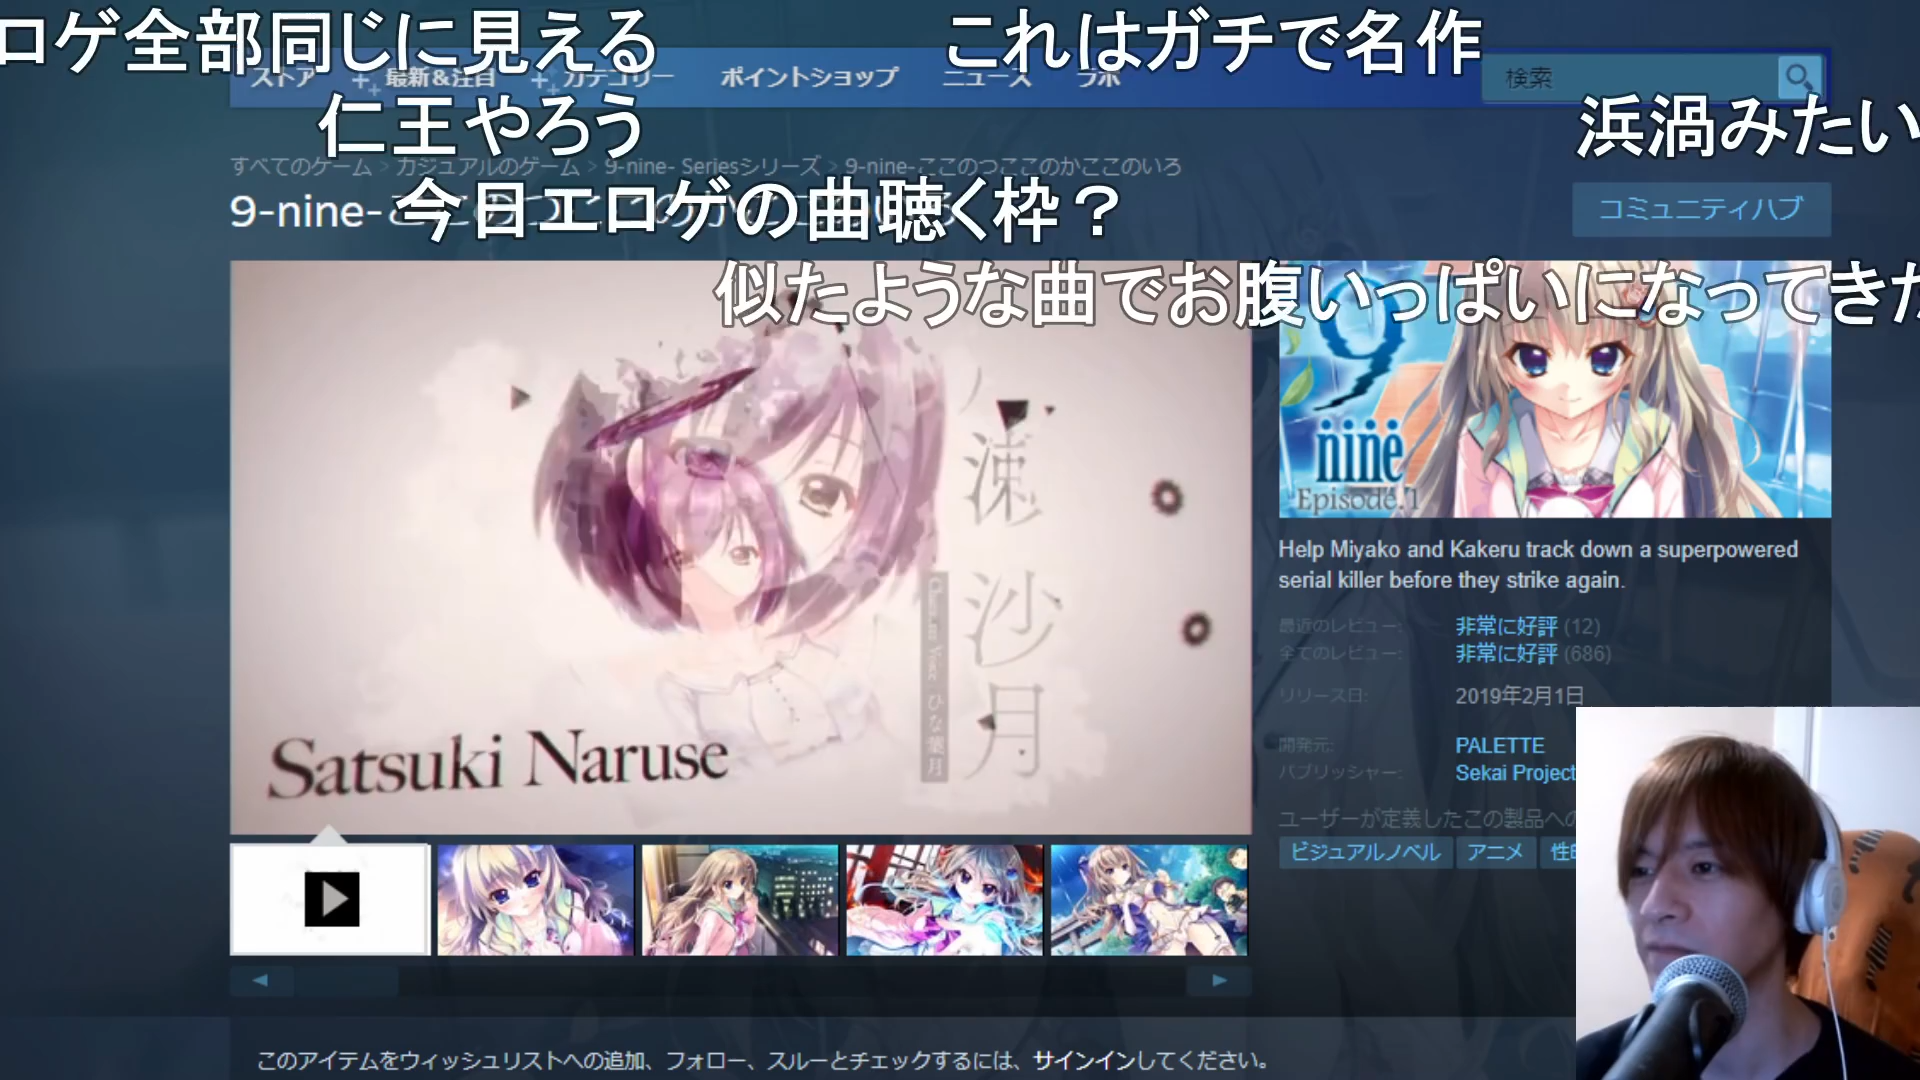 ロゲ全部同じに見える
これはガチで名作
ストア
最新&注目
カテゴリー
ポイントショップ
ニュース
ラボ
検索
仁王やろう
浜渦みたい
すべてのゲーム > カジュアルのゲーム > 9-nine- Seriesシリーズ > 9-nine-ここのつここのかここのいろ
9-nine-
今日エロゲの曲聴く枠？
コミュニティハブ
似たような曲でお腹いっぱいになってきた
9
nine
Episode.1
沙月
ひな 葉月
Satsuki Naruse
Help Miyako and Kakeru track down a superpowered
serial killer before they strike again.
最近のレビュー: 非常に好評 (12)
全てのレビュー: 非常に好評 (686)
リリース日: 2019年2月1日
開発元: PALETTE
パブリッシャー: Sekai Project
ユーザーが定義したこの製品への
ビジュアルノベル
アニメ
このアイテムをウィッシュリストへの追加、フォロー、スルーとチェックするには、サインインしてください。